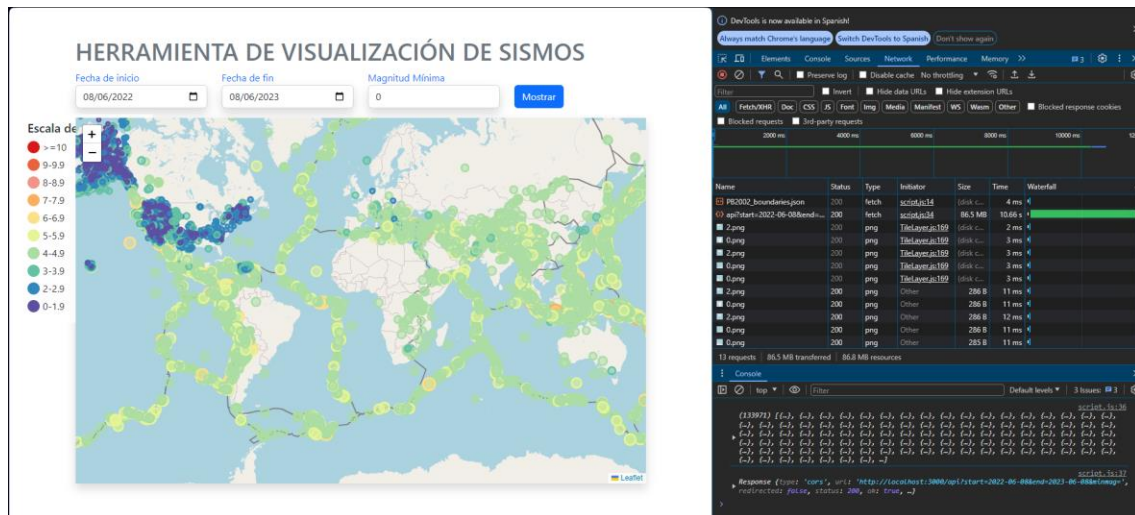 HERRAMIENTA DE VISUALIZACIÓN DE SISMOS
Fecha de inicio
Fecha de fin
Magnitud Mínima
08/06/2022
08/06/2023
0
Mostrar
Escala de
+
−
>=10
9-9.9
8-8.9
7-7.9
6-6.9
5-5.9
4-4.9
3-3.9
2-2.9
0-1.9
Leaflet
DevTools is now available in Spanish!
Always match Chrome's language Switch DevTools to Spanish Don't show again
Elements Console Sources Network Performance Memory 3
Preserve log Disable cache No throttling
Filter Invert Hide data URLs Hide extension URLs
All Fetch/XHR Doc CSS JS Font Img Media Manifest WS Wasm Other Blocked response cookies
Blocked requests 3rd-party requests
2000 ms 4000 ms 6000 ms 8000 ms 10000 ms
Name Status Type Initiator Size Time Waterfall
PB2002_boundaries.json 200 fetch script.js:14 (disk c... 4 ms
api?start=2022-06-08&end=... 200 fetch script.js:34 86.5 MB 10.66 s
2.png 200 png TileLayer.js:169 (disk c... 2 ms
0.png 200 png TileLayer.js:169 (disk c... 3 ms
2.png 200 png TileLayer.js:169 (disk c... 3 ms
0.png 200 png TileLayer.js:169 (disk c... 3 ms
0.png 200 png TileLayer.js:169 (disk c... 3 ms
2.png 200 png Other 286 B 11 ms
0.png 200 png Other 286 B 11 ms
2.png 200 png Other 286 B 12 ms
0.png 200 png Other 286 B 11 ms
0.png 200 png Other 285 B 11 ms
13 requests 86.5 MB transferred 86.8 MB resources
Console
top Filter Default levels 3 Issues: 3
script.js:36
(133971) [{…}, {…}, {…}, {…}, {…}, {…}, {…}, {…}, {…}, {…}, {…}, {…}, {…},
script.js:37
Response {type: 'cors', url: 'http://localhost:3000/api?start=2022-06-08&end=2023-06-08&minmag=',
redirected: false, status: 200, ok: true, …}